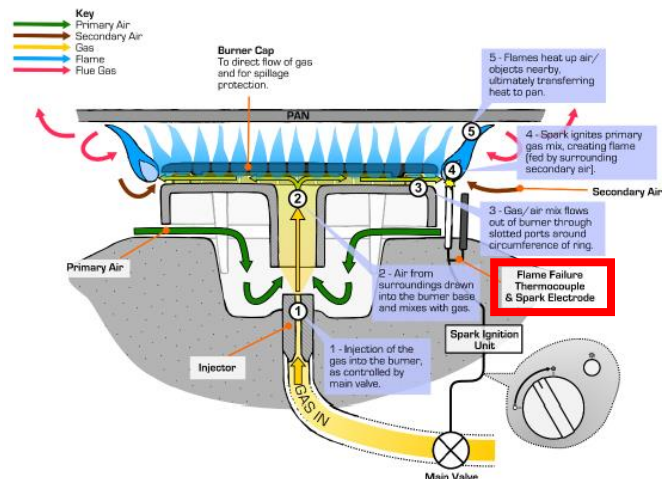 Key
Primary Air
Secondary Air
Gas
Flame
Flue Gas
Burner Cap
To direct flow of gas
and for spillage
protection.
5 - Flames heat up air/
objects nearby,
ultimately transferring
heat to pan.
PAN
5
4 - Spark ignites primary
gas mix, creating flame
(fed by surrounding
secondary air).
4
Secondary Air
3
2
3 - Gas/air mix flows
out of burner through
slotted ports around
circumference of ring.
Primary Air
2 - Air from
surroundings drawn
into the burner base
and mixes with gas.
Flame Failure
Thermocouple
& Spark Electrode
1
Spark Ignition
Unit
1 - Injection of the
gas into the burner,
as controlled by
main valve.
Injector
GAS IN
Main Valve